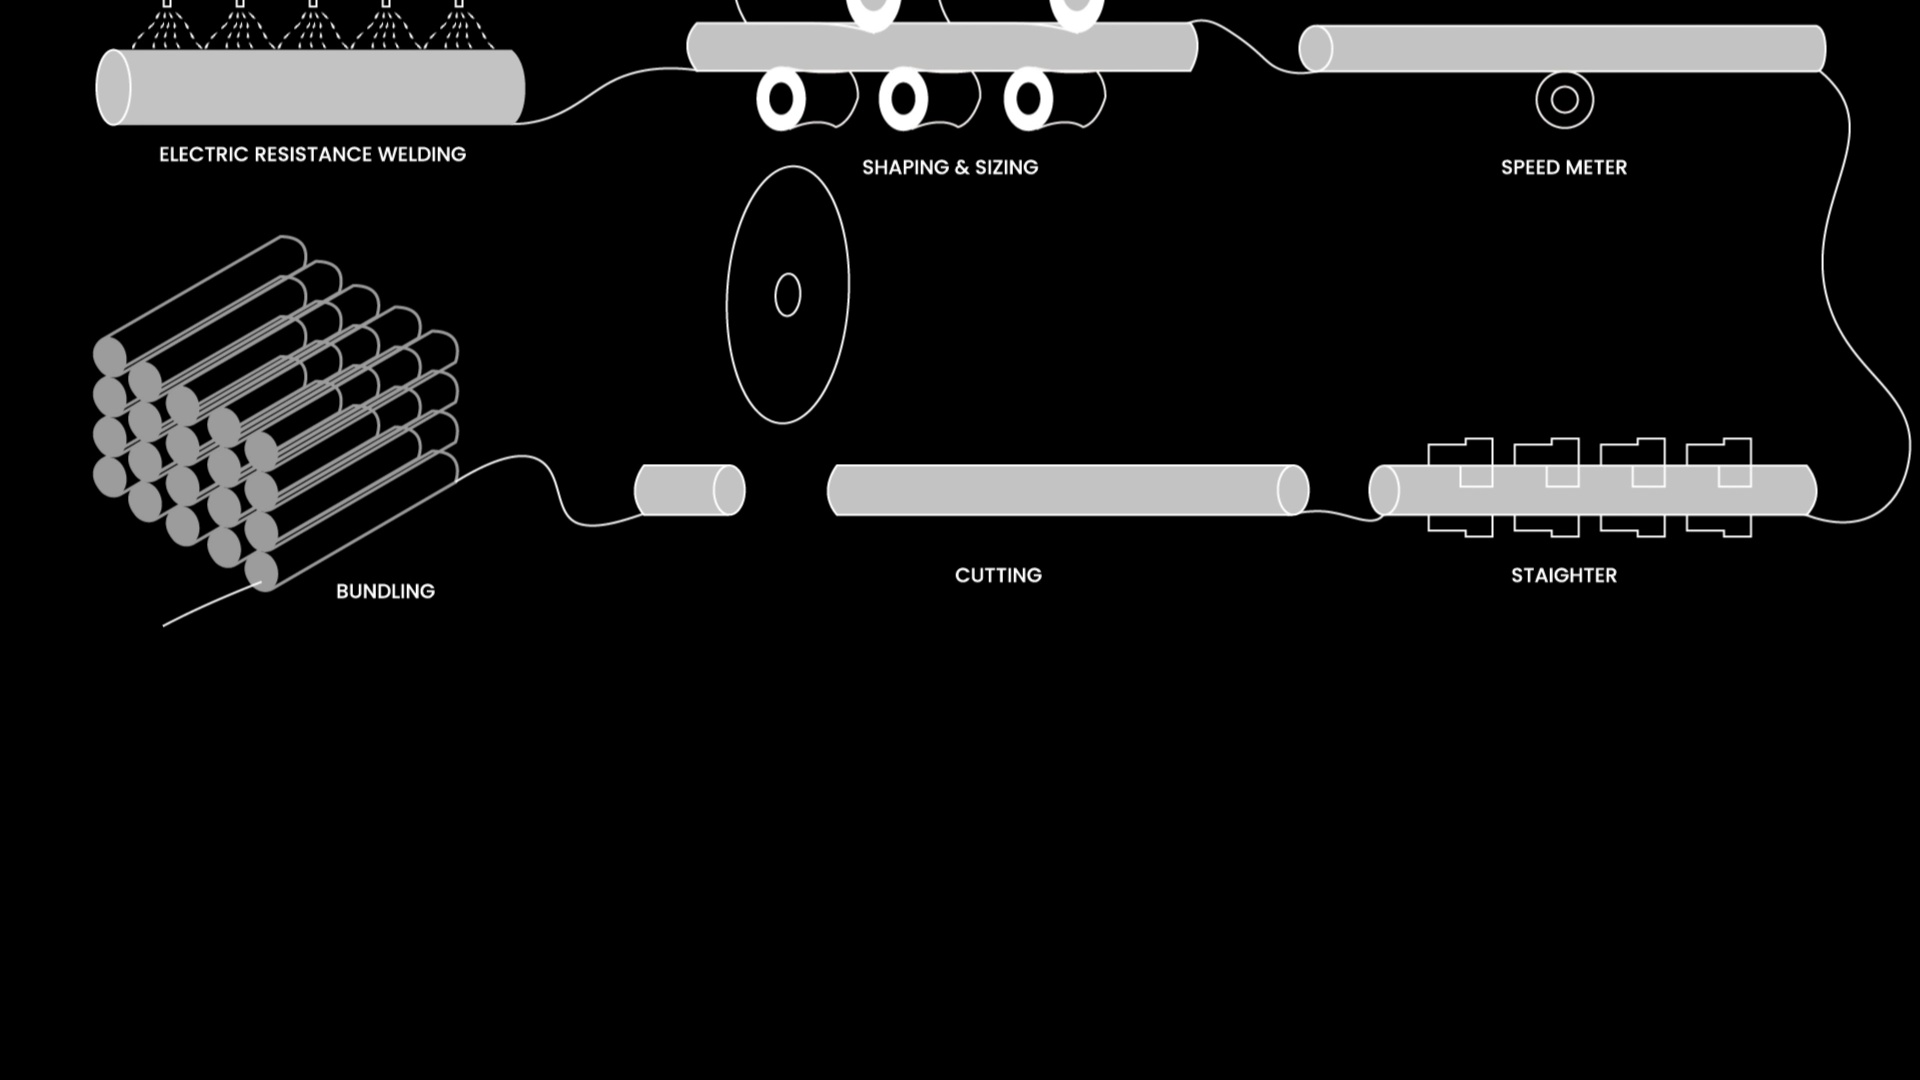 ELECTRIC RESISTANCE WELDING
SHAPING & SIZING
SPEED METER
BUNDLING
CUTTING
STAIGHTER